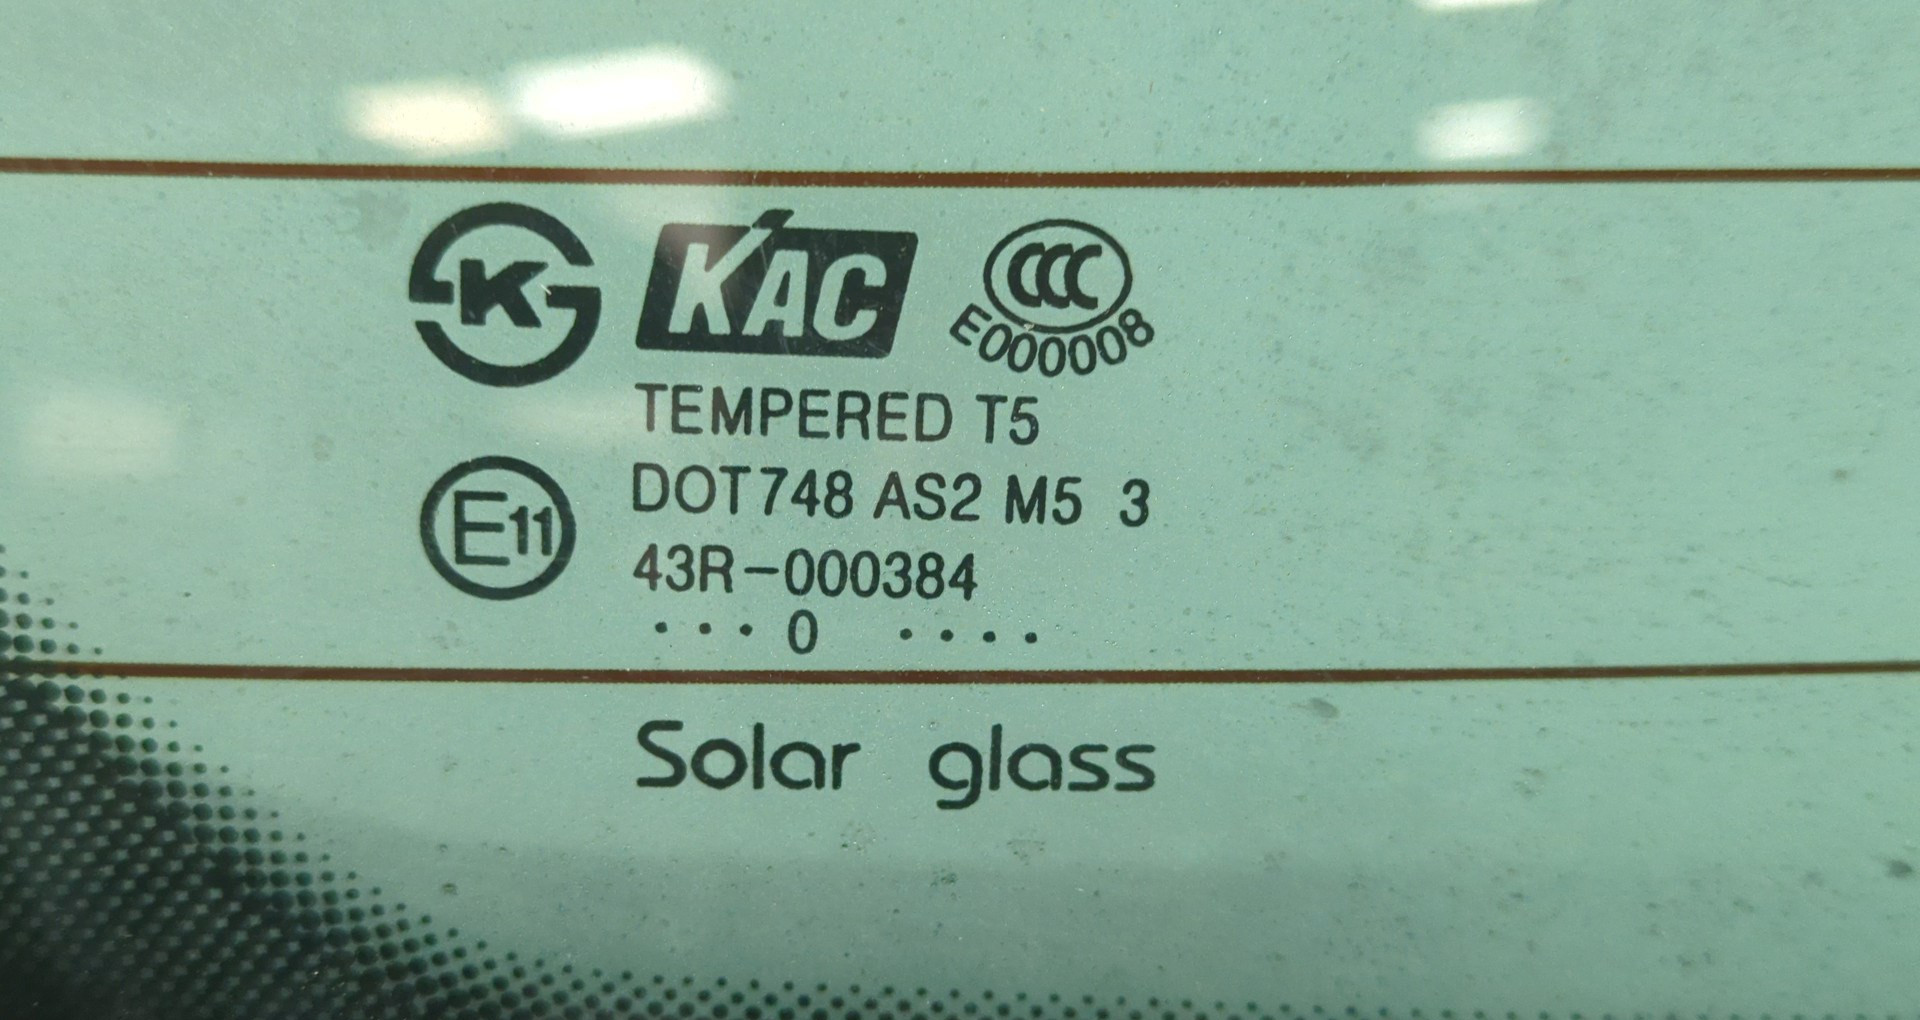 K KAC CCC
E000008
TEMPERED T5
DOT748 AS2 M5 3
E11
43R-000384
...0 ....
Solar glass